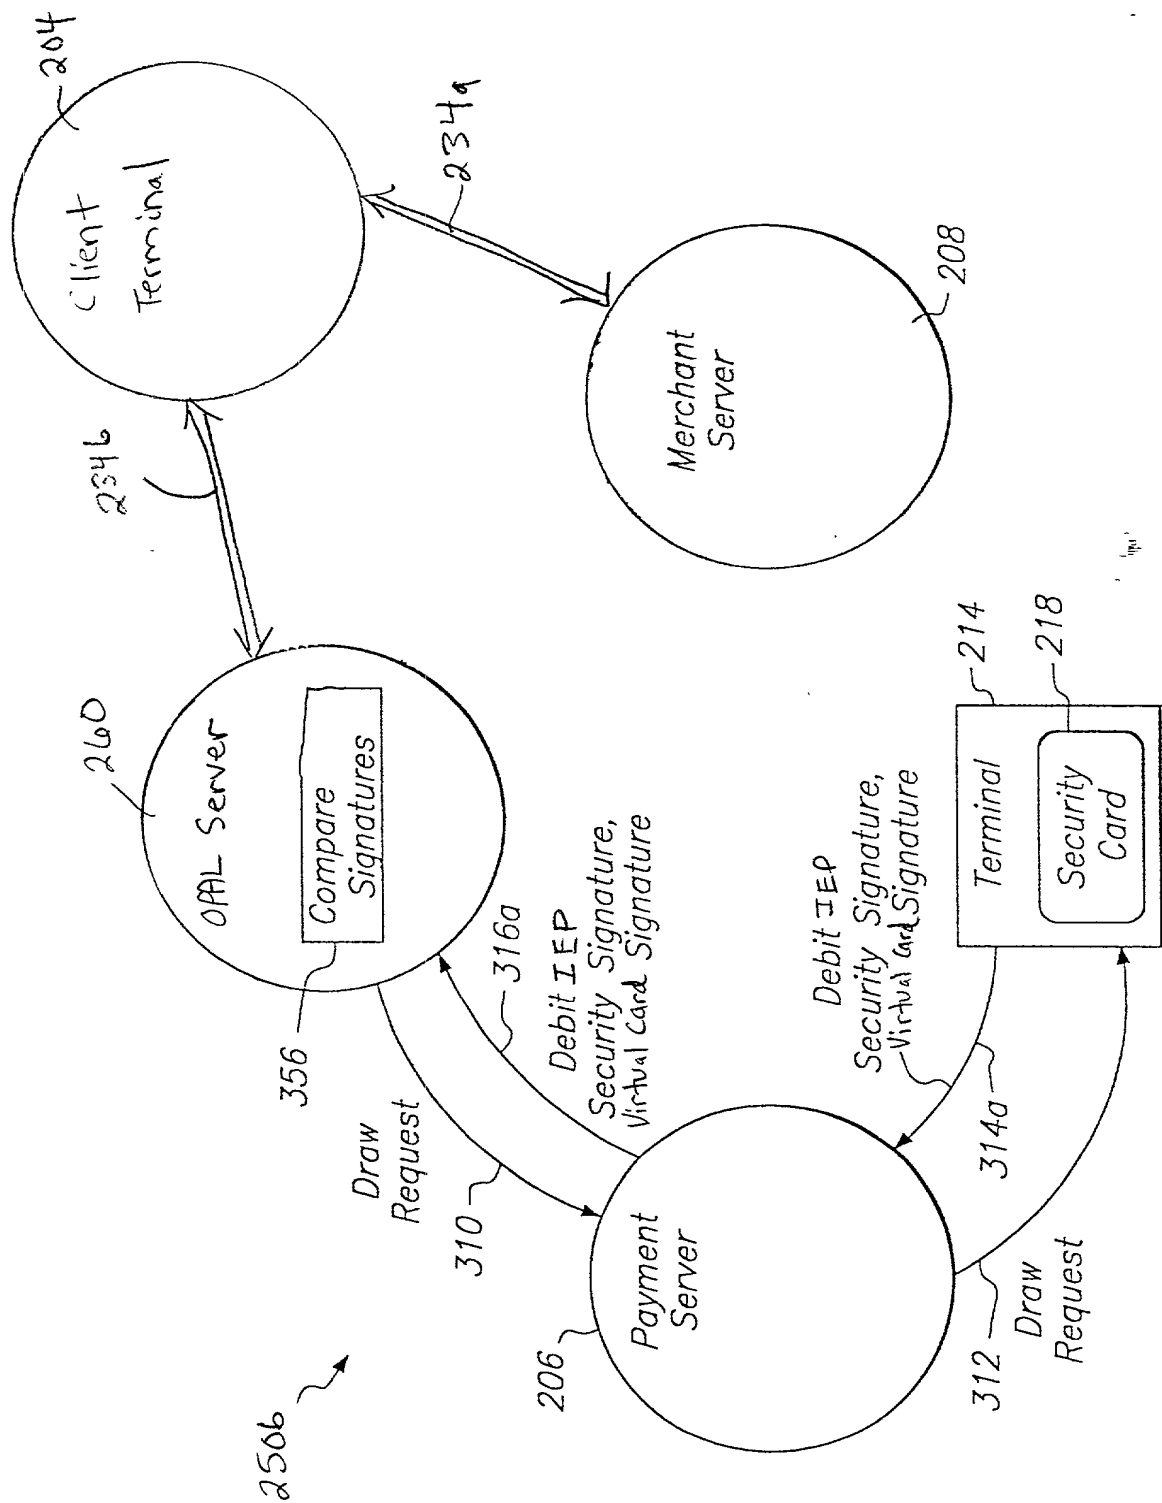 250b
260
OPAL Server
Compare
Signatures
356
234b
204
Client
Terminal
234a
Merchant
Server
208
Draw
Request
310
316a
Debit IEP
Security Signature,
Virtual Card Signature
206
Payment
Server
Debit IEP
Security Signature,
Virtual Card Signature
314a
312
Draw
Request
Terminal
214
Security
Card
218